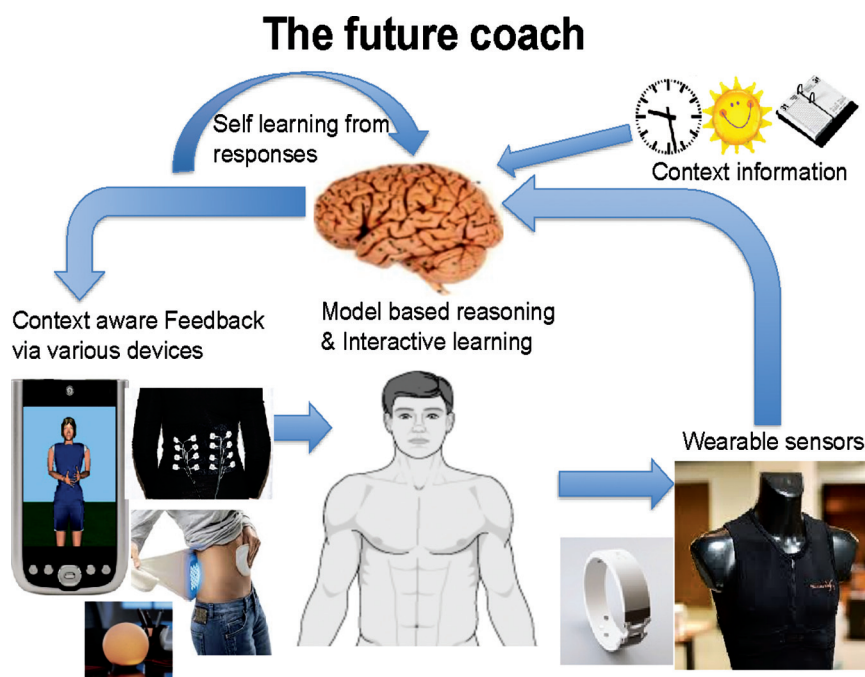 The future coach
Self learning from
responses
Context information
Context aware Feedback
via various devices
Model based reasoning
& Interactive learning
Wearable sensors